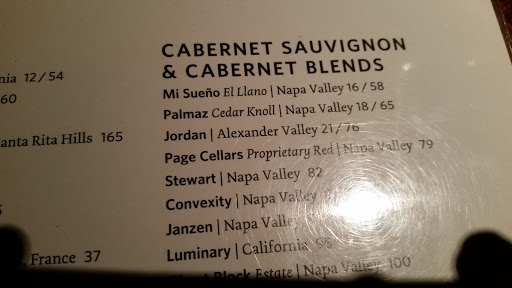 CABERNET SAUVIGNON
& CABERNET BLENDS
Mi Sueño El Llano | Napa Valley 16 / 58
Palmaz Cedar Knoll | Napa Valley 18 / 65
Jordan | Alexander Valley 21 / 76
Page Cellars Proprietary Red | Napa Valley 79
Stewart | Napa Valley 82
Convexity | Napa Valley
Janzen | Napa Valley
Luminary | California
Block Estate | Napa Valley 100
12 / 54
60
Rita Hills 165
France 37